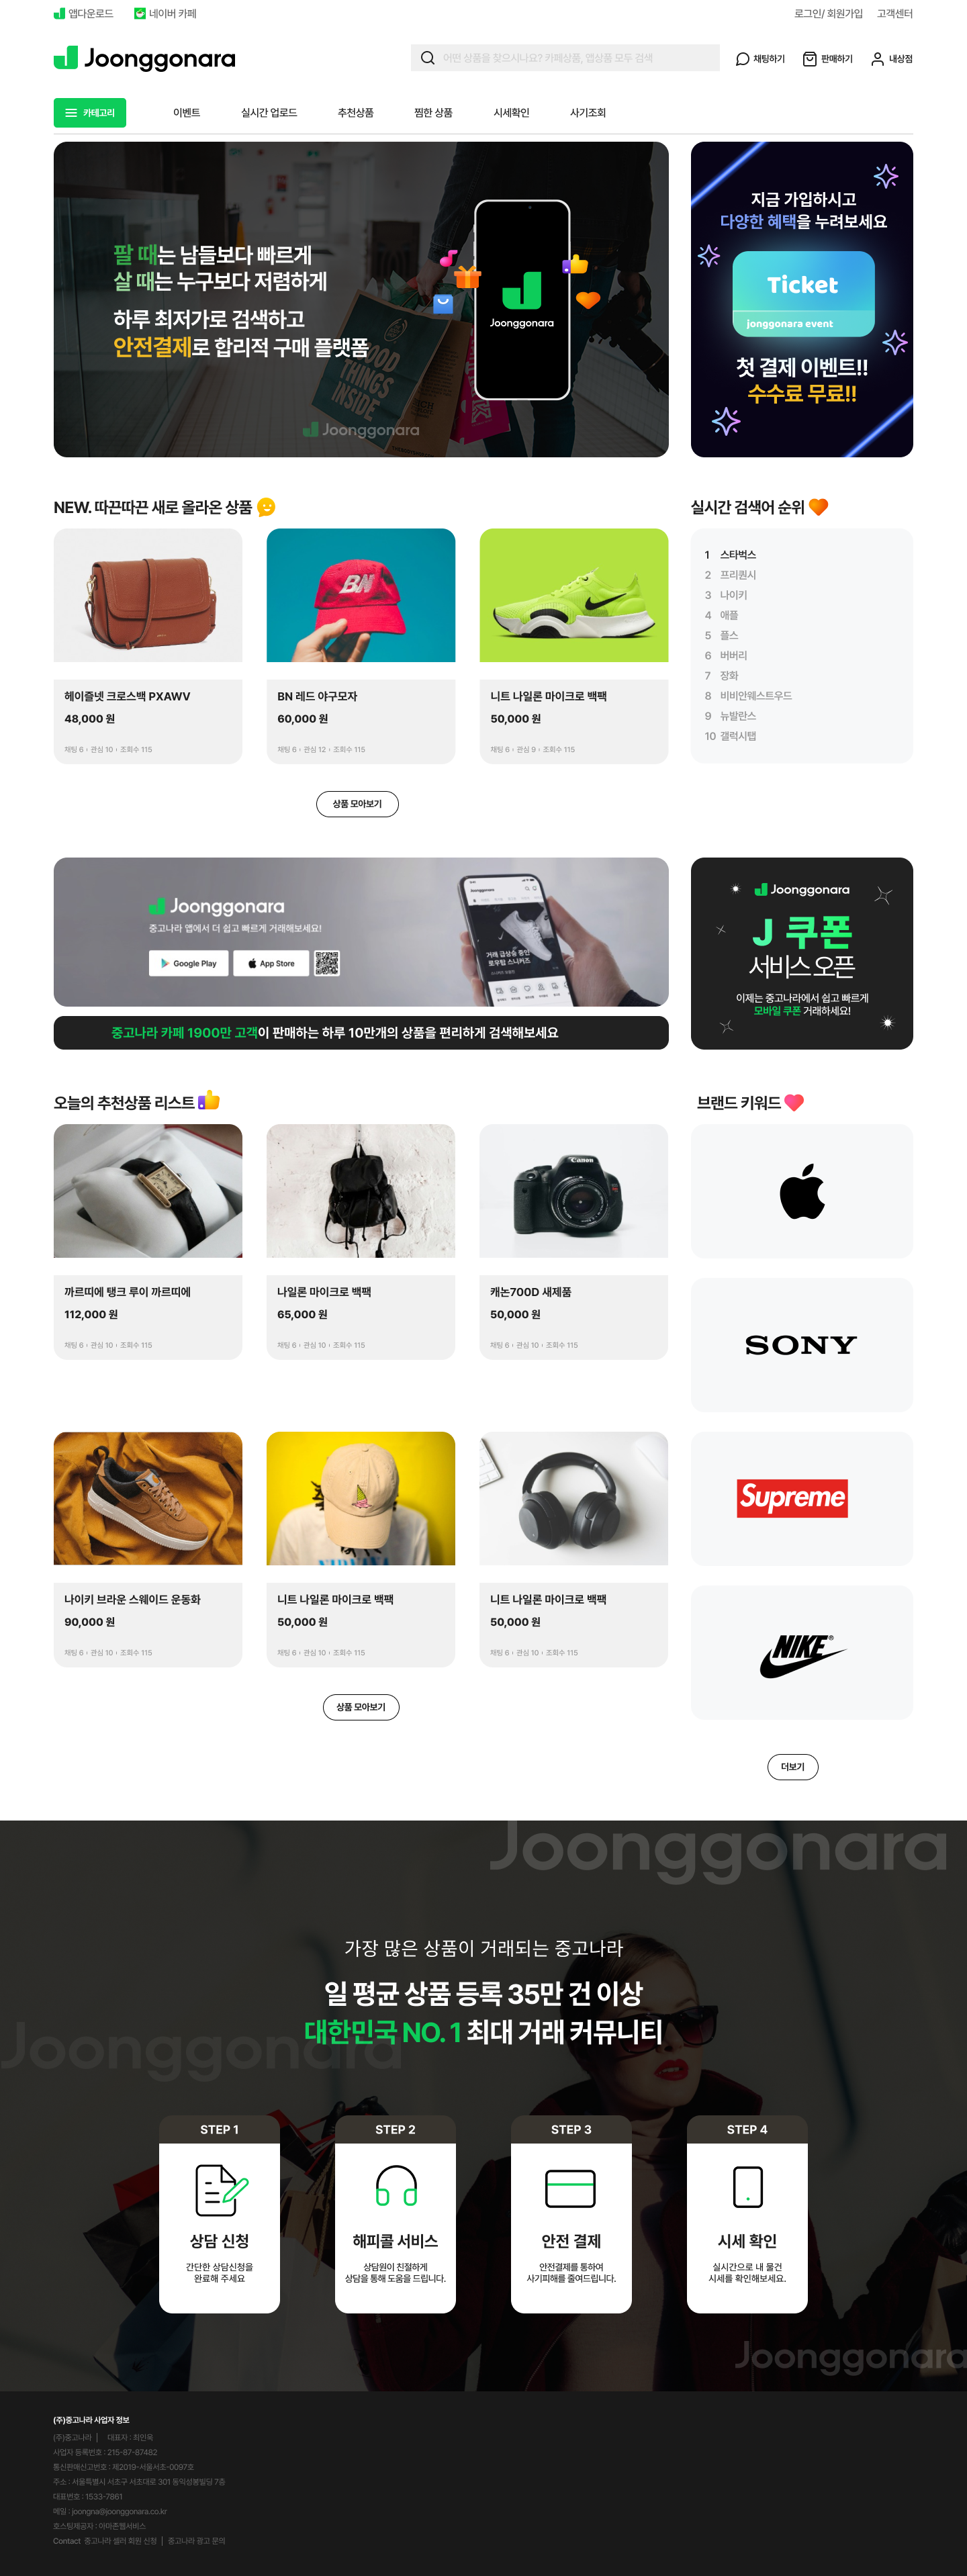 앱다운로드
네이버 카페
로그인/ 회원가입
고객센터
Joonggonara
어떤 상품을 찾으시나요? 카페상품, 앱상품 모두 검색
채팅하기
판매하기
내상점
카테고리
이벤트
실시간 업로드
추천상품
찜한 상품
시세확인
사기조회
팔 때는 남들보다 빠르게
살 때는 누구보다 저렴하게
하루 최저가로 검색하고
안전결제로 합리적 구매 플랫폼
Joonggonara
Joonggonara
지금 가입하시고
다양한 혜택을 누려보세요
Ticket
jonggonara event
첫 결제 이벤트!!
수수료 무료!!
NEW. 따끈따끈 새로 올라온 상품
헤이즐넷 크로스백 PXAWV
48,000 원
채팅 6 · 관심 10 · 조회수 115
BN
BN 레드 야구모자
60,000 원
채팅 6 · 관심 12 · 조회수 115
니트 나일론 마이크로 백팩
50,000 원
채팅 6 · 관심 9 · 조회수 115
상품 모아보기
실시간 검색어 순위
1 스타벅스
2 프리퀀시
3 나이키
4 애플
5 플스
6 버버리
7 장화
8 비비안웨스트우드
9 뉴발란스
10 갤럭시탭
Joonggonara
중고나라 앱에서 더 쉽고 빠르게 거래해보세요!
Google Play
App Store
거래 급상승 중인
로우탑 스니커즈
중고나라 카페 1900만 고객이 판매하는 하루 10만개의 상품을 편리하게 검색해보세요
Joonggonara
J 쿠폰
서비스 오픈
이제는 중고나라에서 쉽고 빠르게
모바일 쿠폰 거래하세요!
오늘의 추천상품 리스트
까르띠에 탱크 루이 까르띠에
112,000 원
채팅 6 · 관심 10 · 조회수 115
나일론 마이크로 백팩
65,000 원
채팅 6 · 관심 10 · 조회수 115
Canon
캐논700D 새제품
50,000 원
채팅 6 · 관심 10 · 조회수 115
나이키 브라운 스웨이드 운동화
90,000 원
채팅 6 · 관심 10 · 조회수 115
니트 나일론 마이크로 백팩
50,000 원
채팅 6 · 관심 10 · 조회수 115
니트 나일론 마이크로 백팩
50,000 원
채팅 6 · 관심 10 · 조회수 115
상품 모아보기
브랜드 키워드
SONY
Supreme
NIKE
더보기
Joonggonara
가장 많은 상품이 거래되는 중고나라
일 평균 상품 등록 35만 건 이상
대한민국 NO. 1 최대 거래 커뮤니티
Joonggonara
STEP 1
상담 신청
간단한 상담신청을
완료해 주세요
STEP 2
해피콜 서비스
상담원이 친절하게
상담을 통해 도움을 드립니다.
STEP 3
안전 결제
안전결제를 통하여
사기피해를 줄여드립니다.
STEP 4
시세 확인
실시간으로 내 물건
시세를 확인해보세요.
Joonggonara
(주)중고나라 사업자 정보
(주)중고나라 | 대표자 : 최인욱
사업자 등록번호 : 215-87-87482
통신판매신고번호 : 제2019-서울서초-0097호
주소 : 서울특별시 서초구 서초대로 301 동익성봉빌딩 7층
대표번호 : 1533-7861
메일 : joongna@joonggonara.co.kr
호스팅제공자 : 아마존웹서비스
Contact 중고나라 셀러 회원 신청 | 중고나라 광고 문의